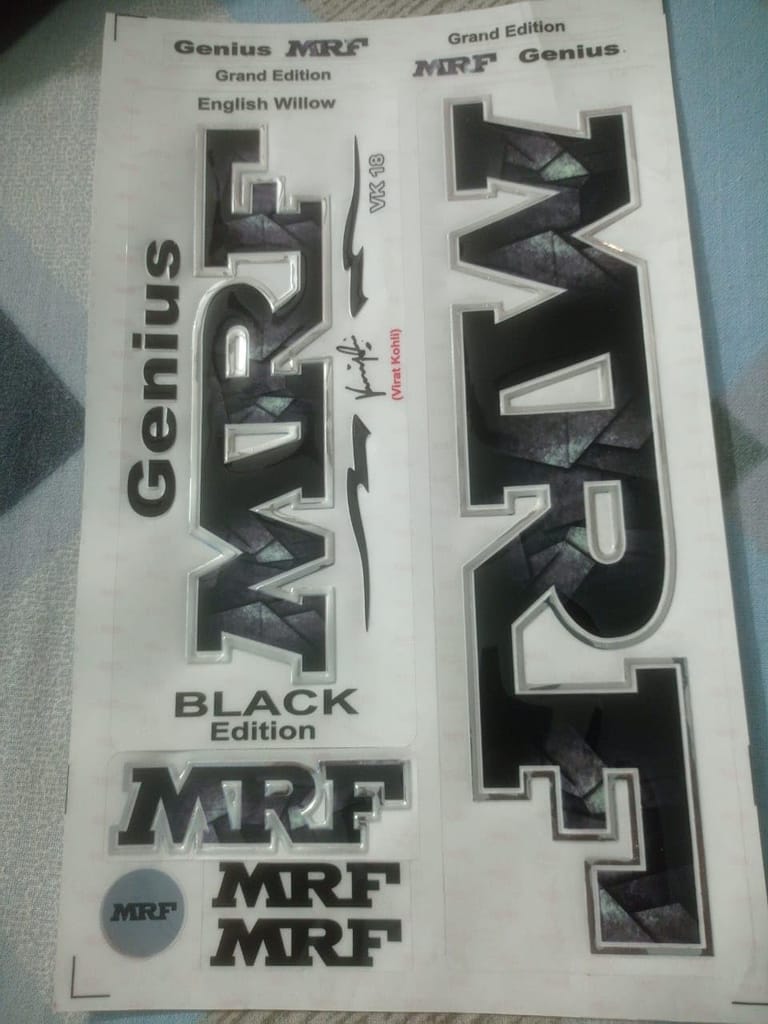 Genius MRF
Grand Edition
English Willow
Grand Edition
MRF Genius.
Genius
MRF
VK 18
(Virat Kohli)
BLACK
Edition
MRF
MRF
MRF
MRF
MRF